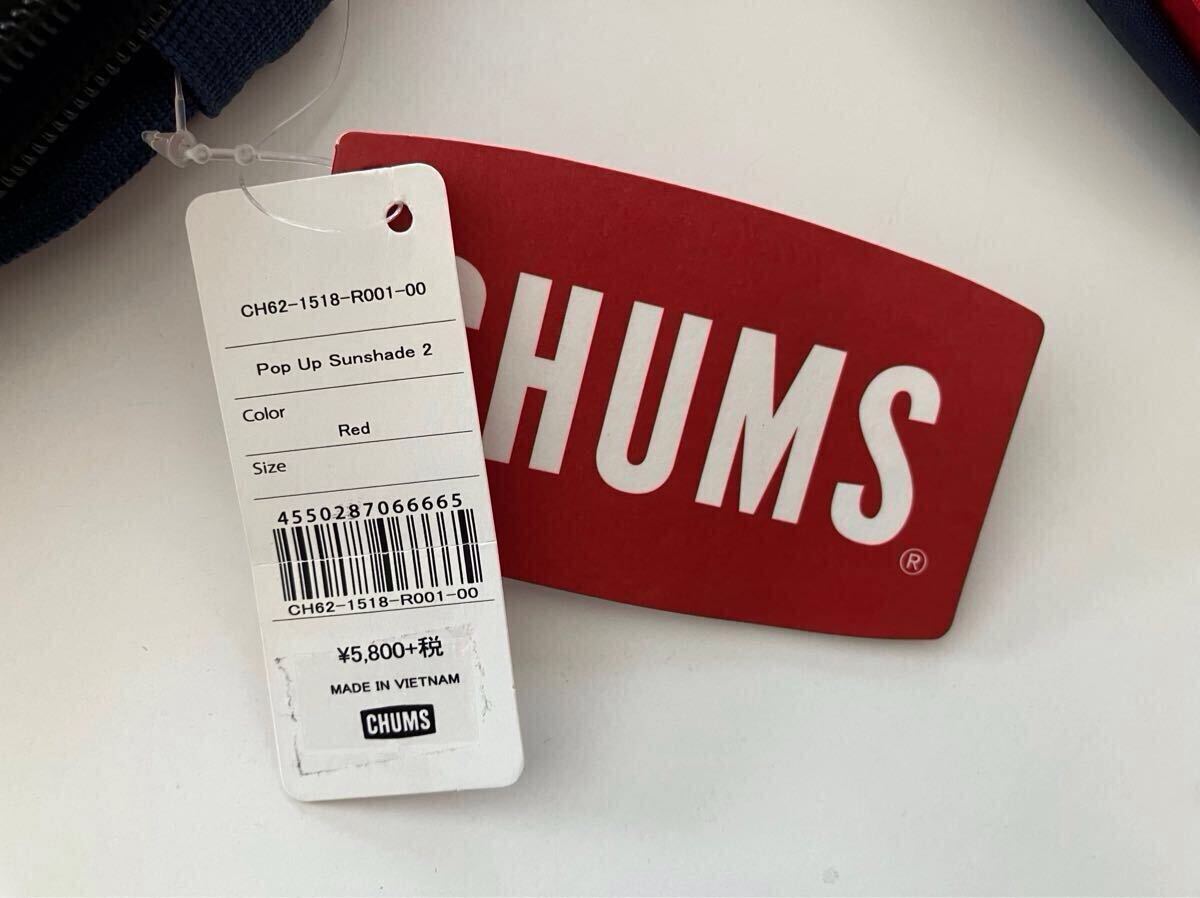 CH62-1518-R001-00
Pop Up Sunshade 2
Color
Red
Size
4550287066665
CH62-1518-R001-00
¥5,800+税
MADE IN VIETNAM
CHUMS
CHUMS
®